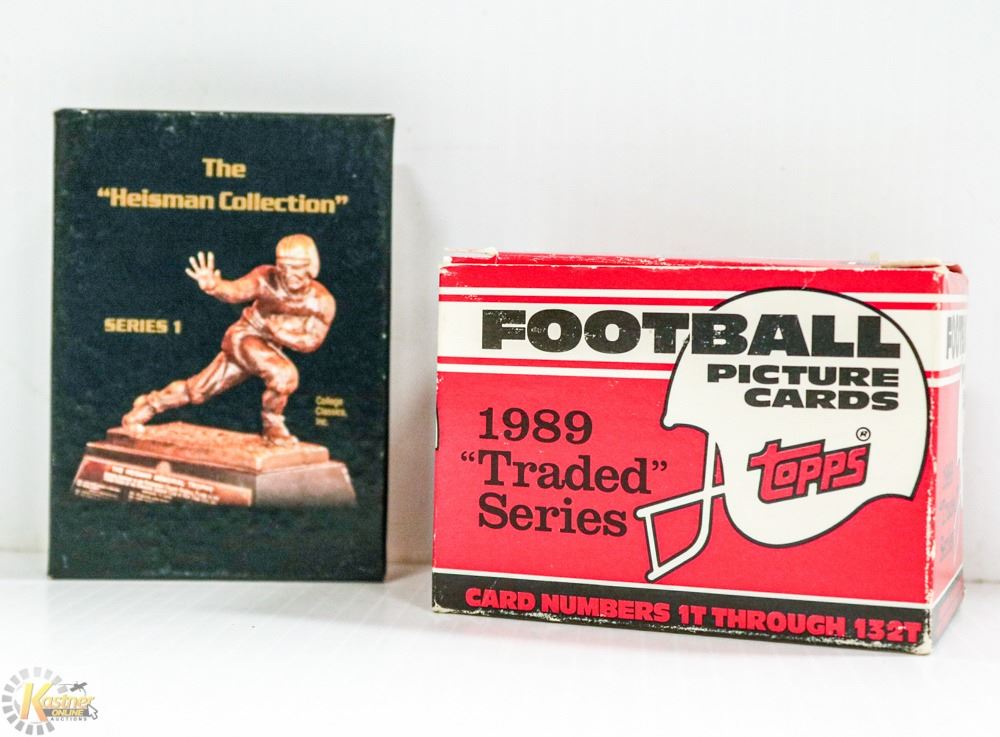 The
“Heisman Collection”
SERIES 1
College
Classics,
Inc.
FOOTBALL
PICTURE
CARDS
1989
“Traded”
Series
TOPPS®
CARD NUMBERS 1T THROUGH 132T
Kastner
ONLINE
AUCTIONS